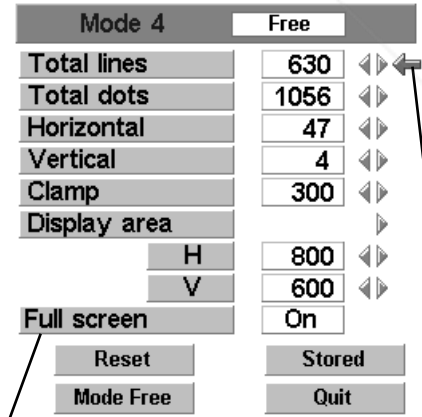 Mode 4 Free
Total lines 630
Total dots 1056
Horizontal 47
Vertical 4
Clamp 300
Display area
H 800
V 600
Full screen On
Reset Stored
Mode Free Quit